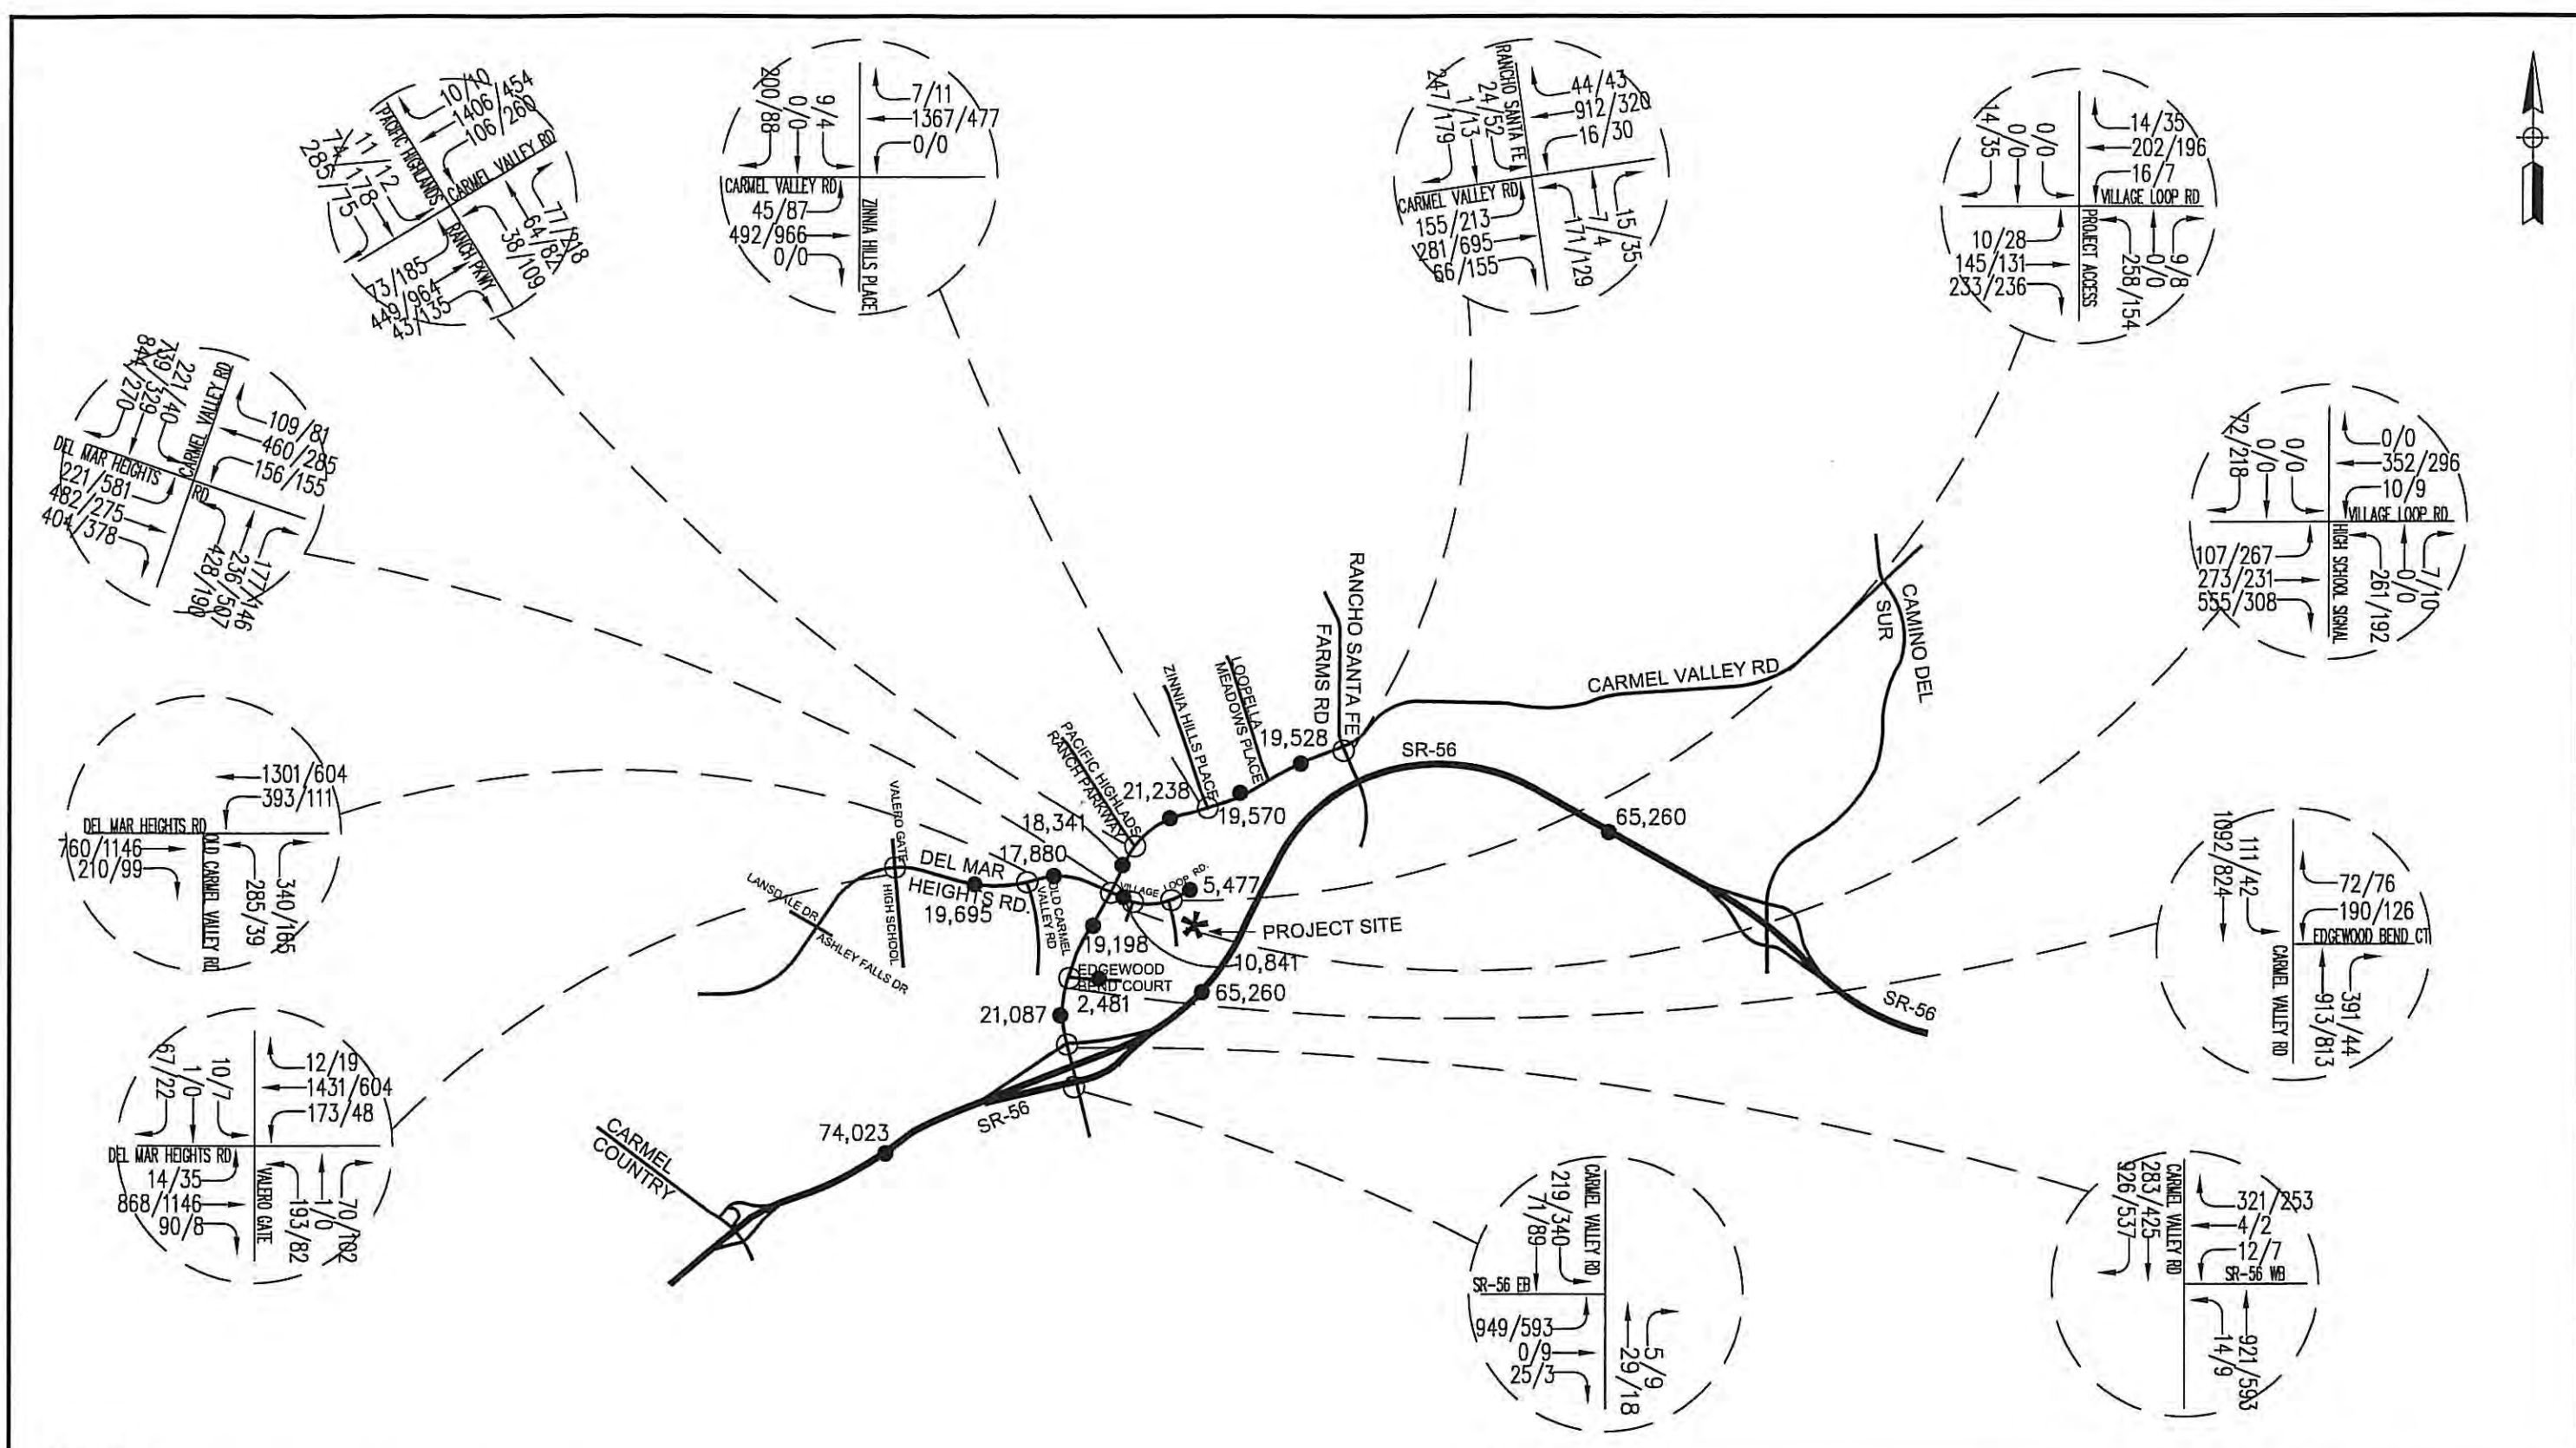 10/10
1406/454
106/260
PACIFIC HIGHLANDS
RANCH PKWY
CARMEL VALLEY RD
11/12
74/178
285/75
73/185
449/964
43/135
77/218
64/82
38/109
200/88
0/0
9/4
7/11
1367/477
0/0
CARMEL VALLEY RD
ZINNIA HILLS PLACE
45/87
492/966
0/0
RANCHO SANTA FE
247/179
1/13
24/52
44/43
912/320
16/30
CARMEL VALLEY RD
155/213
281/695
66/155
171/129
7/4
15/35
14/35
0/0
0/0
14/35
202/196
16/7
VILLAGE LOOP RD
PROJECT ACCESS
10/28
145/131
233/236
258/154
0/0
9/8
844/270
739/329
221/40
CARMEL VALLEY RD
109/81
460/285
156/155
DEL MAR HEIGHTS
RD
221/581
482/275
404/378
428/190
236/507
177/146
72/218
0/0
0/0
0/0
352/296
10/9
VILLAGE LOOP RD
HIGH SCHOOL SIGNAL
107/267
273/231
555/308
261/192
0/0
7/10
1301/604
393/111
DEL MAR HEIGHTS RD
OLD CARMEL VALLEY RD
760/1146
210/99
285/39
340/165
1092/824
111/42
72/76
190/126
EDGEWOOD BEND CT
CARMEL VALLEY RD
913/813
391/44
67/22
1/0
10/7
12/19
1431/604
173/48
DEL MAR HEIGHTS RD
VALERO GATE
14/35
868/1146
90/8
193/82
1/0
70/102
CARMEL VALLEY RD
219/340
71/89
SR-56 EB
949/593
0/9
25/3
29/18
5/9
CARMEL VALLEY RD
283/425
926/537
321/253
4/2
12/7
SR-56 WB
14/9
921/593
RANCHO SANTA FE
FARMS RD
CAMINO DEL
SUR
CARMEL VALLEY RD
LOOPELLA
MEADOWS PLACE
ZINNIA HILLS PLACE
PACIFIC HIGHLADS
RANCH PARKWAY
19,528
SR-56
21,238
19,570
18,341
65,260
VALERO GATE
DEL MAR
HEIGHTS RD.
17,880
VILLAGE LOOP RD.
5,477
LANSDALE DR
ASHLEY FALLS DR
HIGH SCHOOL
19,695
OLD CARMEL
VALLEY RD
PROJECT SITE
19,198
10,841
EDGEWOOD
BEND COURT
2,481
65,260
21,087
SR-56
SR-56
74,023
CARMEL
COUNTRY